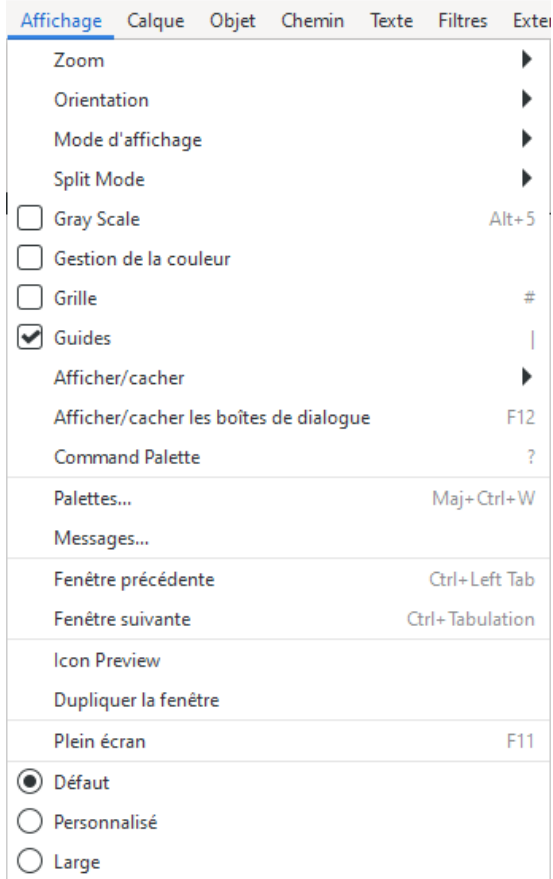 Affichage Calque Objet Chemin Texte Filtres Exte
Zoom
Orientation
Mode d'affichage
Split Mode
Gray Scale Alt+5
Gestion de la couleur
Grille #
Guides |
Afficher/cacher
Afficher/cacher les boîtes de dialogue F12
Command Palette ?
Palettes... Maj+Ctrl+W
Messages...
Fenêtre précédente Ctrl+Left Tab
Fenêtre suivante Ctrl+Tabulation
Icon Preview
Dupliquer la fenêtre
Plein écran F11
Défaut
Personnalisé
Large